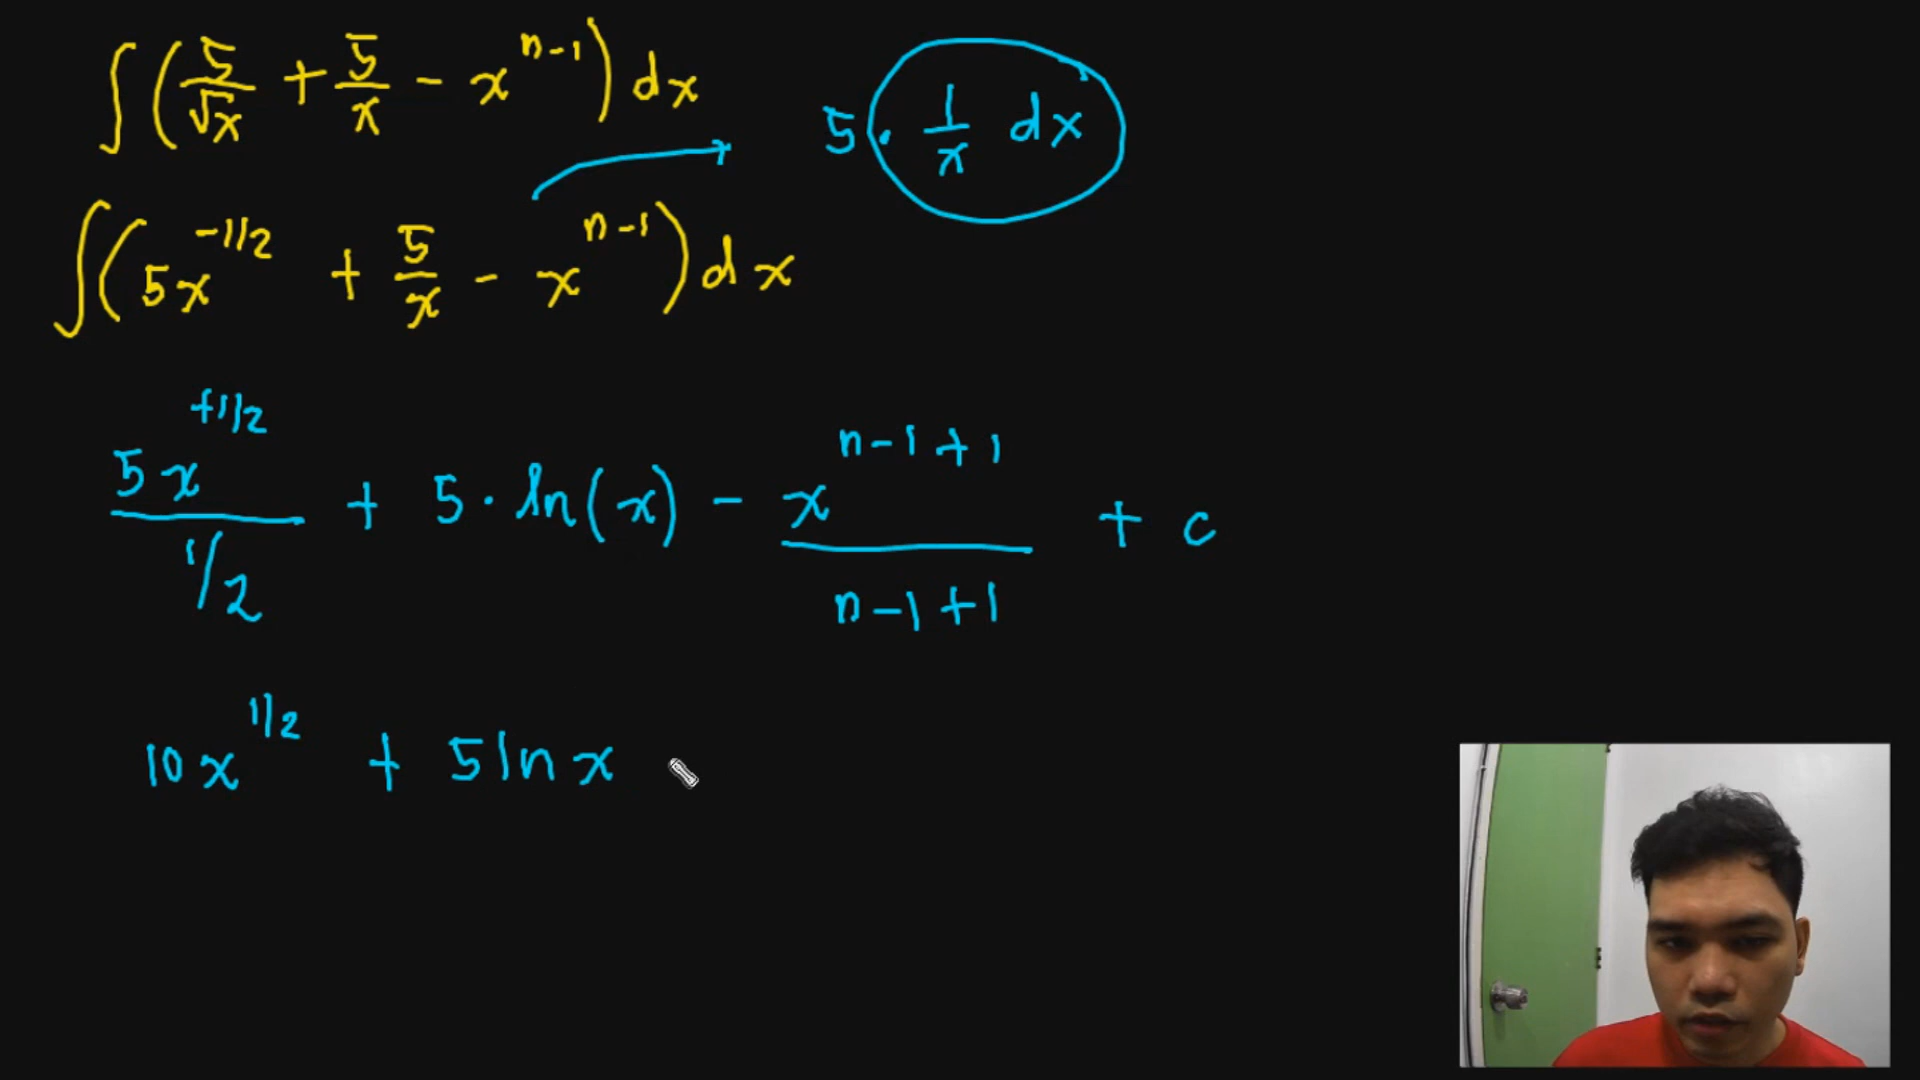 ∫ ( 5/√x + 5/x − x^(n−1) ) dx
5 · 1/x dx
∫ ( 5x^(−1/2) + 5/x − x^(n−1) ) dx
5x^(+1/2) / (1/2) + 5 · ln(x) − x^(n−1+1) / (n−1+1) + c
10x^(1/2) + 5 ln x